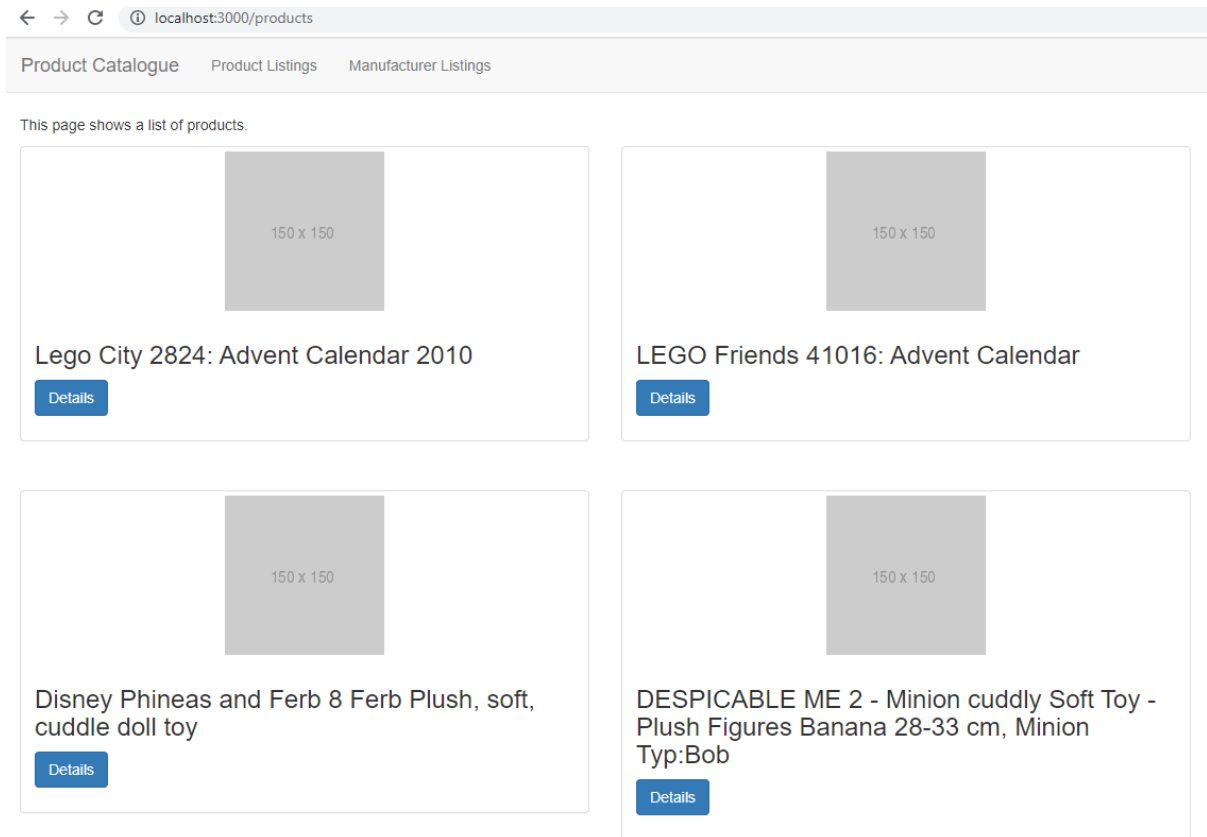 localhost:3000/products
Product Catalogue Product Listings Manufacturer Listings
This page shows a list of products.
150 x 150
Lego City 2824: Advent Calendar 2010
Details
150 x 150
LEGO Friends 41016: Advent Calendar
Details
150 x 150
Disney Phineas and Ferb 8 Ferb Plush, soft,
cuddle doll toy
Details
150 x 150
DESPICABLE ME 2 - Minion cuddly Soft Toy -
Plush Figures Banana 28-33 cm, Minion
Typ:Bob
Details